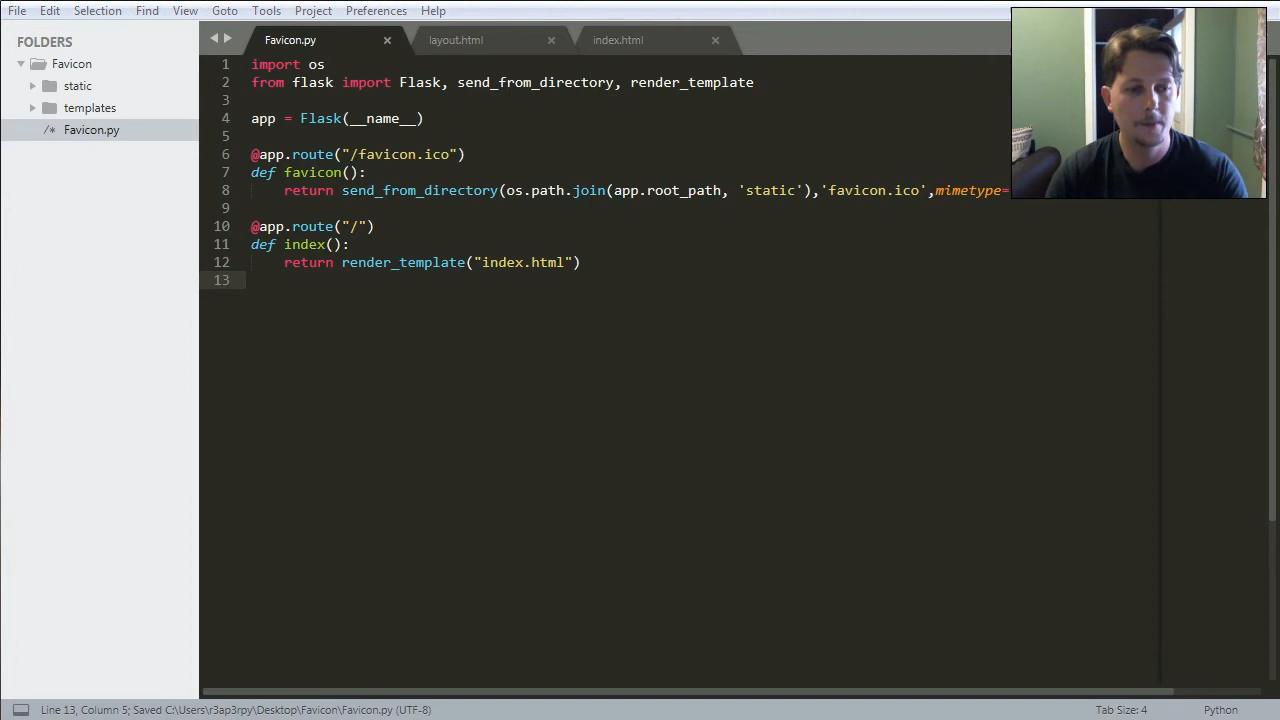 File Edit Selection Find View Goto Tools Project Preferences Help
FOLDERS
Favicon
static
templates
/* Favicon.py
Favicon.py × layout.html × index.html ×
1 import os
2 from flask import Flask, send_from_directory, render_template
3
4 app = Flask(__name__)
5
6 @app.route("/favicon.ico")
7 def favicon():
8 return send_from_directory(os.path.join(app.root_path, 'static'),'favicon.ico',mimetype=
9
10 @app.route("/")
11 def index():
12 return render_template("index.html")
13
Line 13, Column 5; Saved C:\Users\r3ap3rpy\Desktop\Favicon\Favicon.py (UTF-8) Tab Size: 4 Python